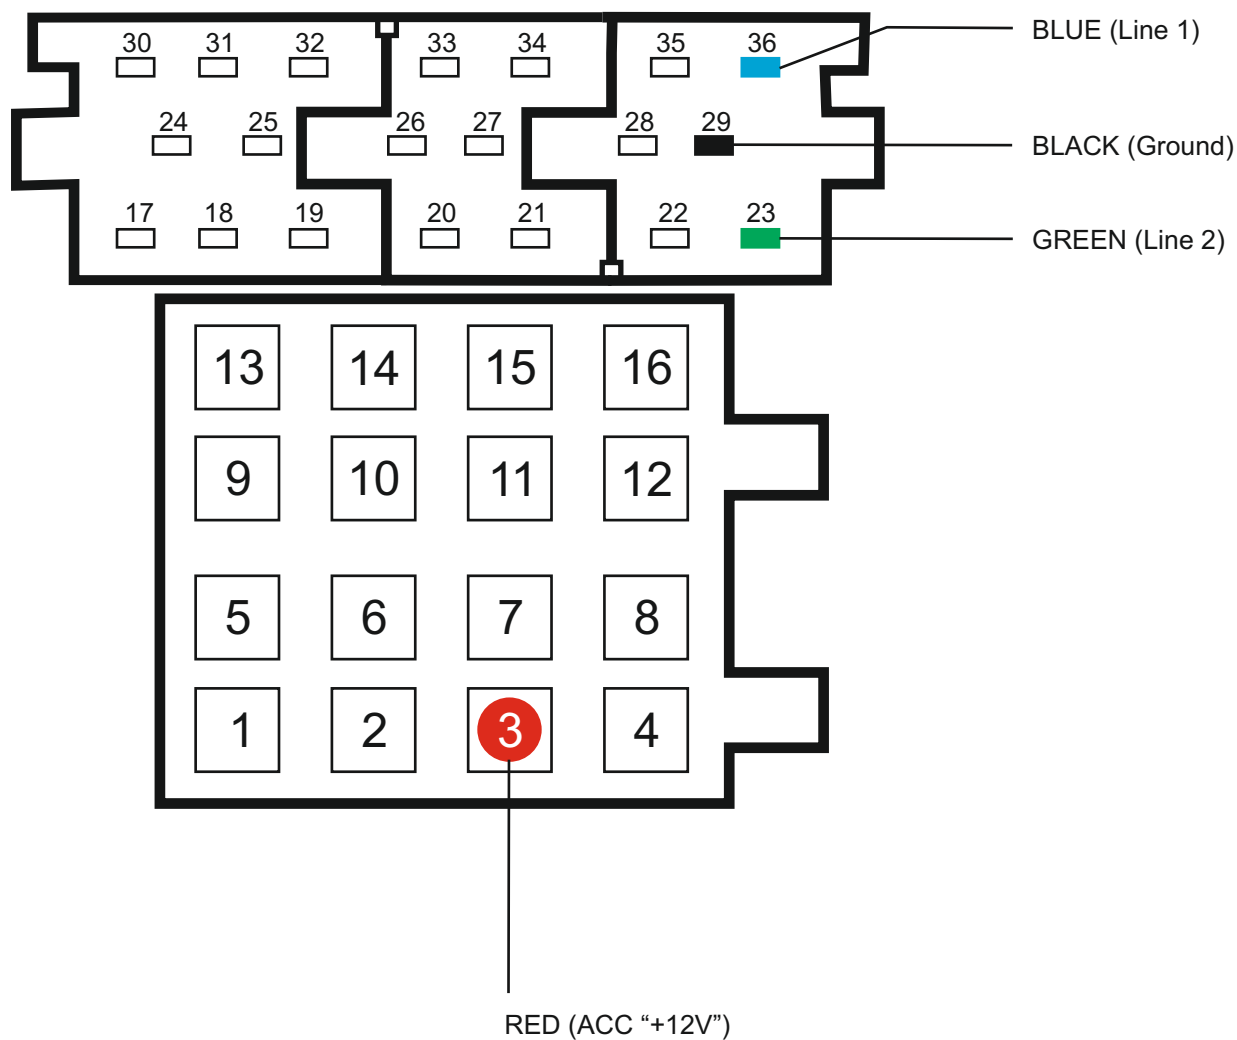 30 31 32 33 34 35 36 BLUE (Line 1)
24 25 26 27 28 29 BLACK (Ground)
17 18 19 20 21 22 23 GREEN (Line 2)
13 14 15 16
9 10 11 12
5 6 7 8
1 2 3 4
RED (ACC “+12V”)